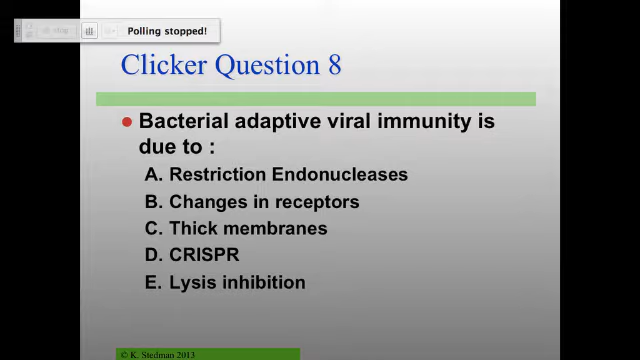 Polling stopped!
Clicker Question 8
Bacterial adaptive viral immunity is
due to :
A. Restriction Endonucleases
B. Changes in receptors
C. Thick membranes
D. CRISPR
E. Lysis inhibition
© K. Stedman 2013